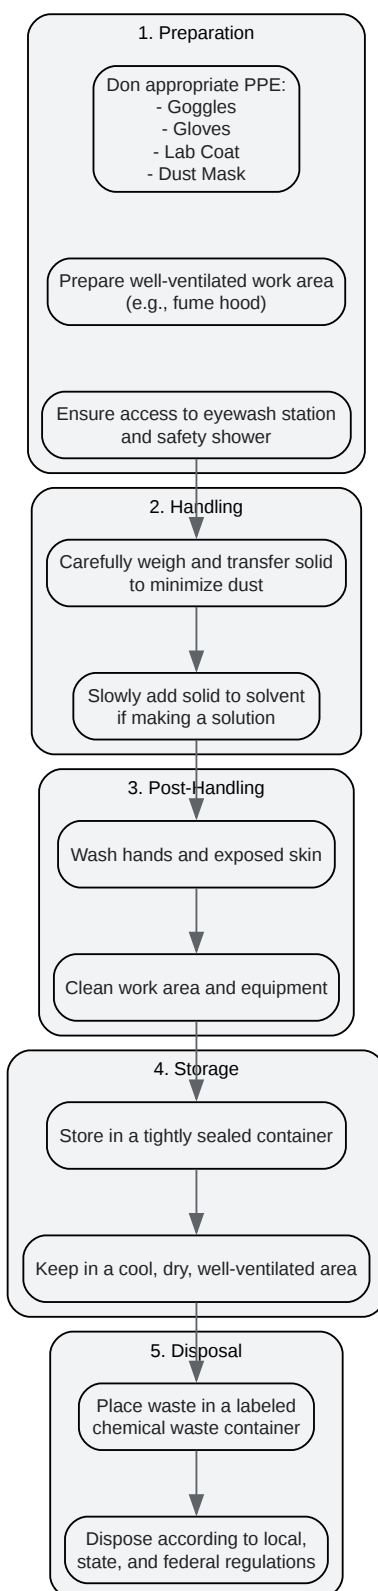 1. Preparation
Don appropriate PPE:
- Goggles
- Gloves
- Lab Coat
- Dust Mask
Prepare well-ventilated work area
(e.g., fume hood)
Ensure access to eyewash station
and safety shower
2. Handling
Carefully weigh and transfer solid
to minimize dust
Slowly add solid to solvent
if making a solution
3. Post-Handling
Wash hands and exposed skin
Clean work area and equipment
4. Storage
Store in a tightly sealed container
Keep in a cool, dry, well-ventilated area
5. Disposal
Place waste in a labeled
chemical waste container
Dispose according to local,
state, and federal regulations